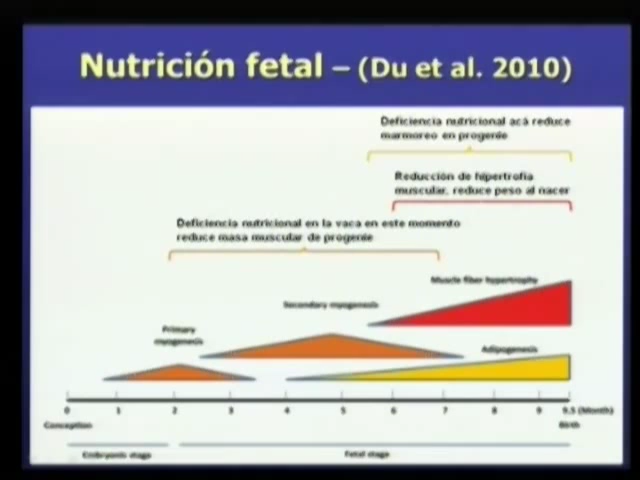 Nutrición fetal – (Du et al. 2010)
Deficiencia nutricional acá reduce
marmoreo en progenie
Reducción de hipertrofia
muscular, reduce peso al nacer
Deficiencia nutricional en la vaca en este momento
reduce masa muscular de progenie
Muscle fiber hypertrophy
Secondary myogenesis
Primary
myogenesis
Adipogenesis
0 1 2 3 4 5 6 7 8 9 9.5 (Month)
Conception Birth
Embryonic stage Fetal stage